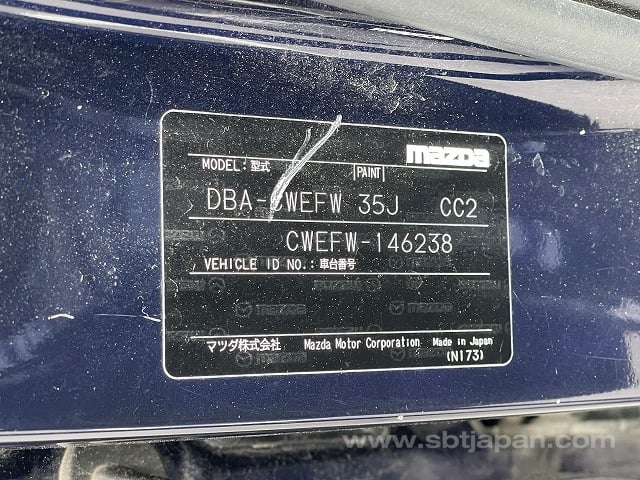 mazda
MODEL:型式 PAINT
DBA-CWEFW 35J CC2
CWEFW-146238
VEHICLE ID NO.:車台番号
マツダ株式会社 Mazda Motor Corporation Made in Japan
(N173)
www.sbtjapan.com